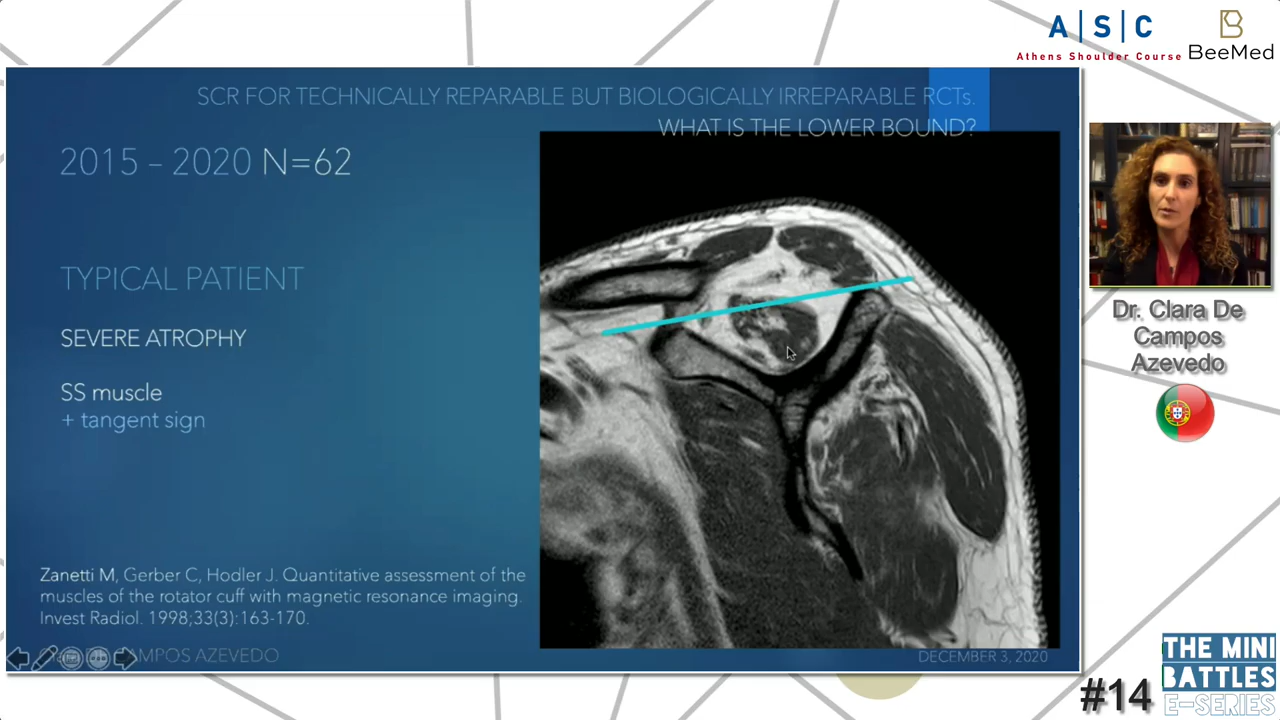 A|S|C
Athens Shoulder Course
BeeMed
SCR FOR TECHNICALLY REPARABLE BUT BIOLOGICALLY IRREPARABLE RCTs.
WHAT IS THE LOWER BOUND?
2015 – 2020 N=62
TYPICAL PATIENT
SEVERE ATROPHY
SS muscle
+ tangent sign
Zanetti M, Gerber C, Hodler J. Quantitative assessment of the
muscles of the rotator cuff with magnetic resonance imaging.
Invest Radiol. 1998;33(3):163-170.
CAMPOS AZEVEDO
DECEMBER 3, 2020
Dr. Clara De
Campos
Azevedo
#14
THE MINI
BATTLES
E-SERIES